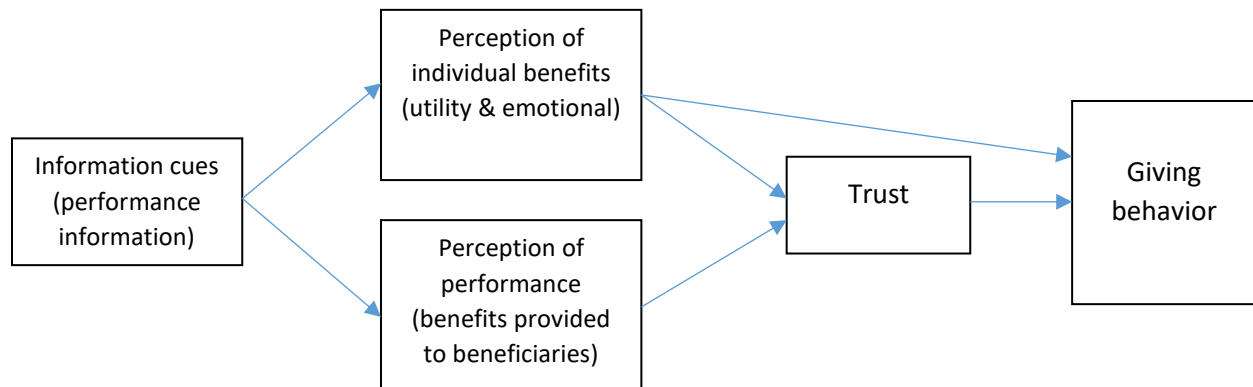 Information cues
(performance
information)
Perception of
individual benefits
(utility & emotional)
Perception of
performance
(benefits provided
to beneficiaries)
Trust
Giving
behavior